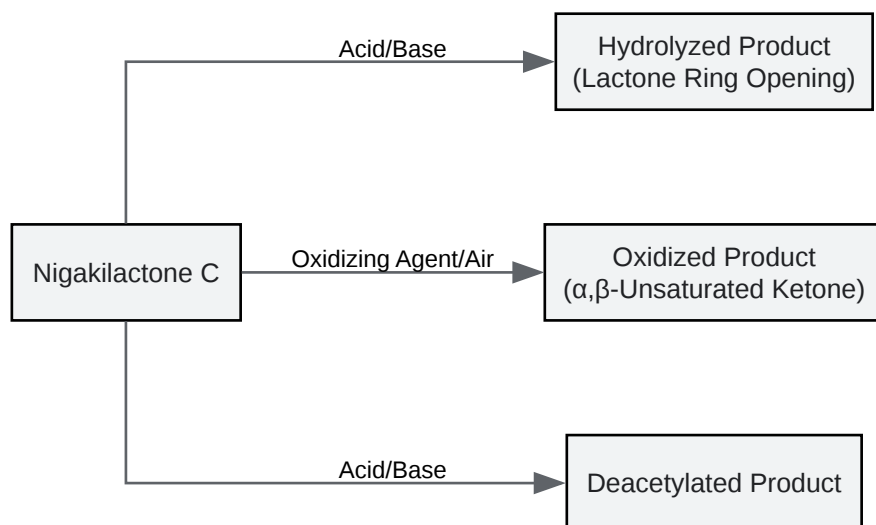 Acid/Base
Hydrolyzed Product
(Lactone Ring Opening)
Nigakilactone C
Oxidizing Agent/Air
Oxidized Product
(α,β-Unsaturated Ketone)
Acid/Base
Deacetylated Product